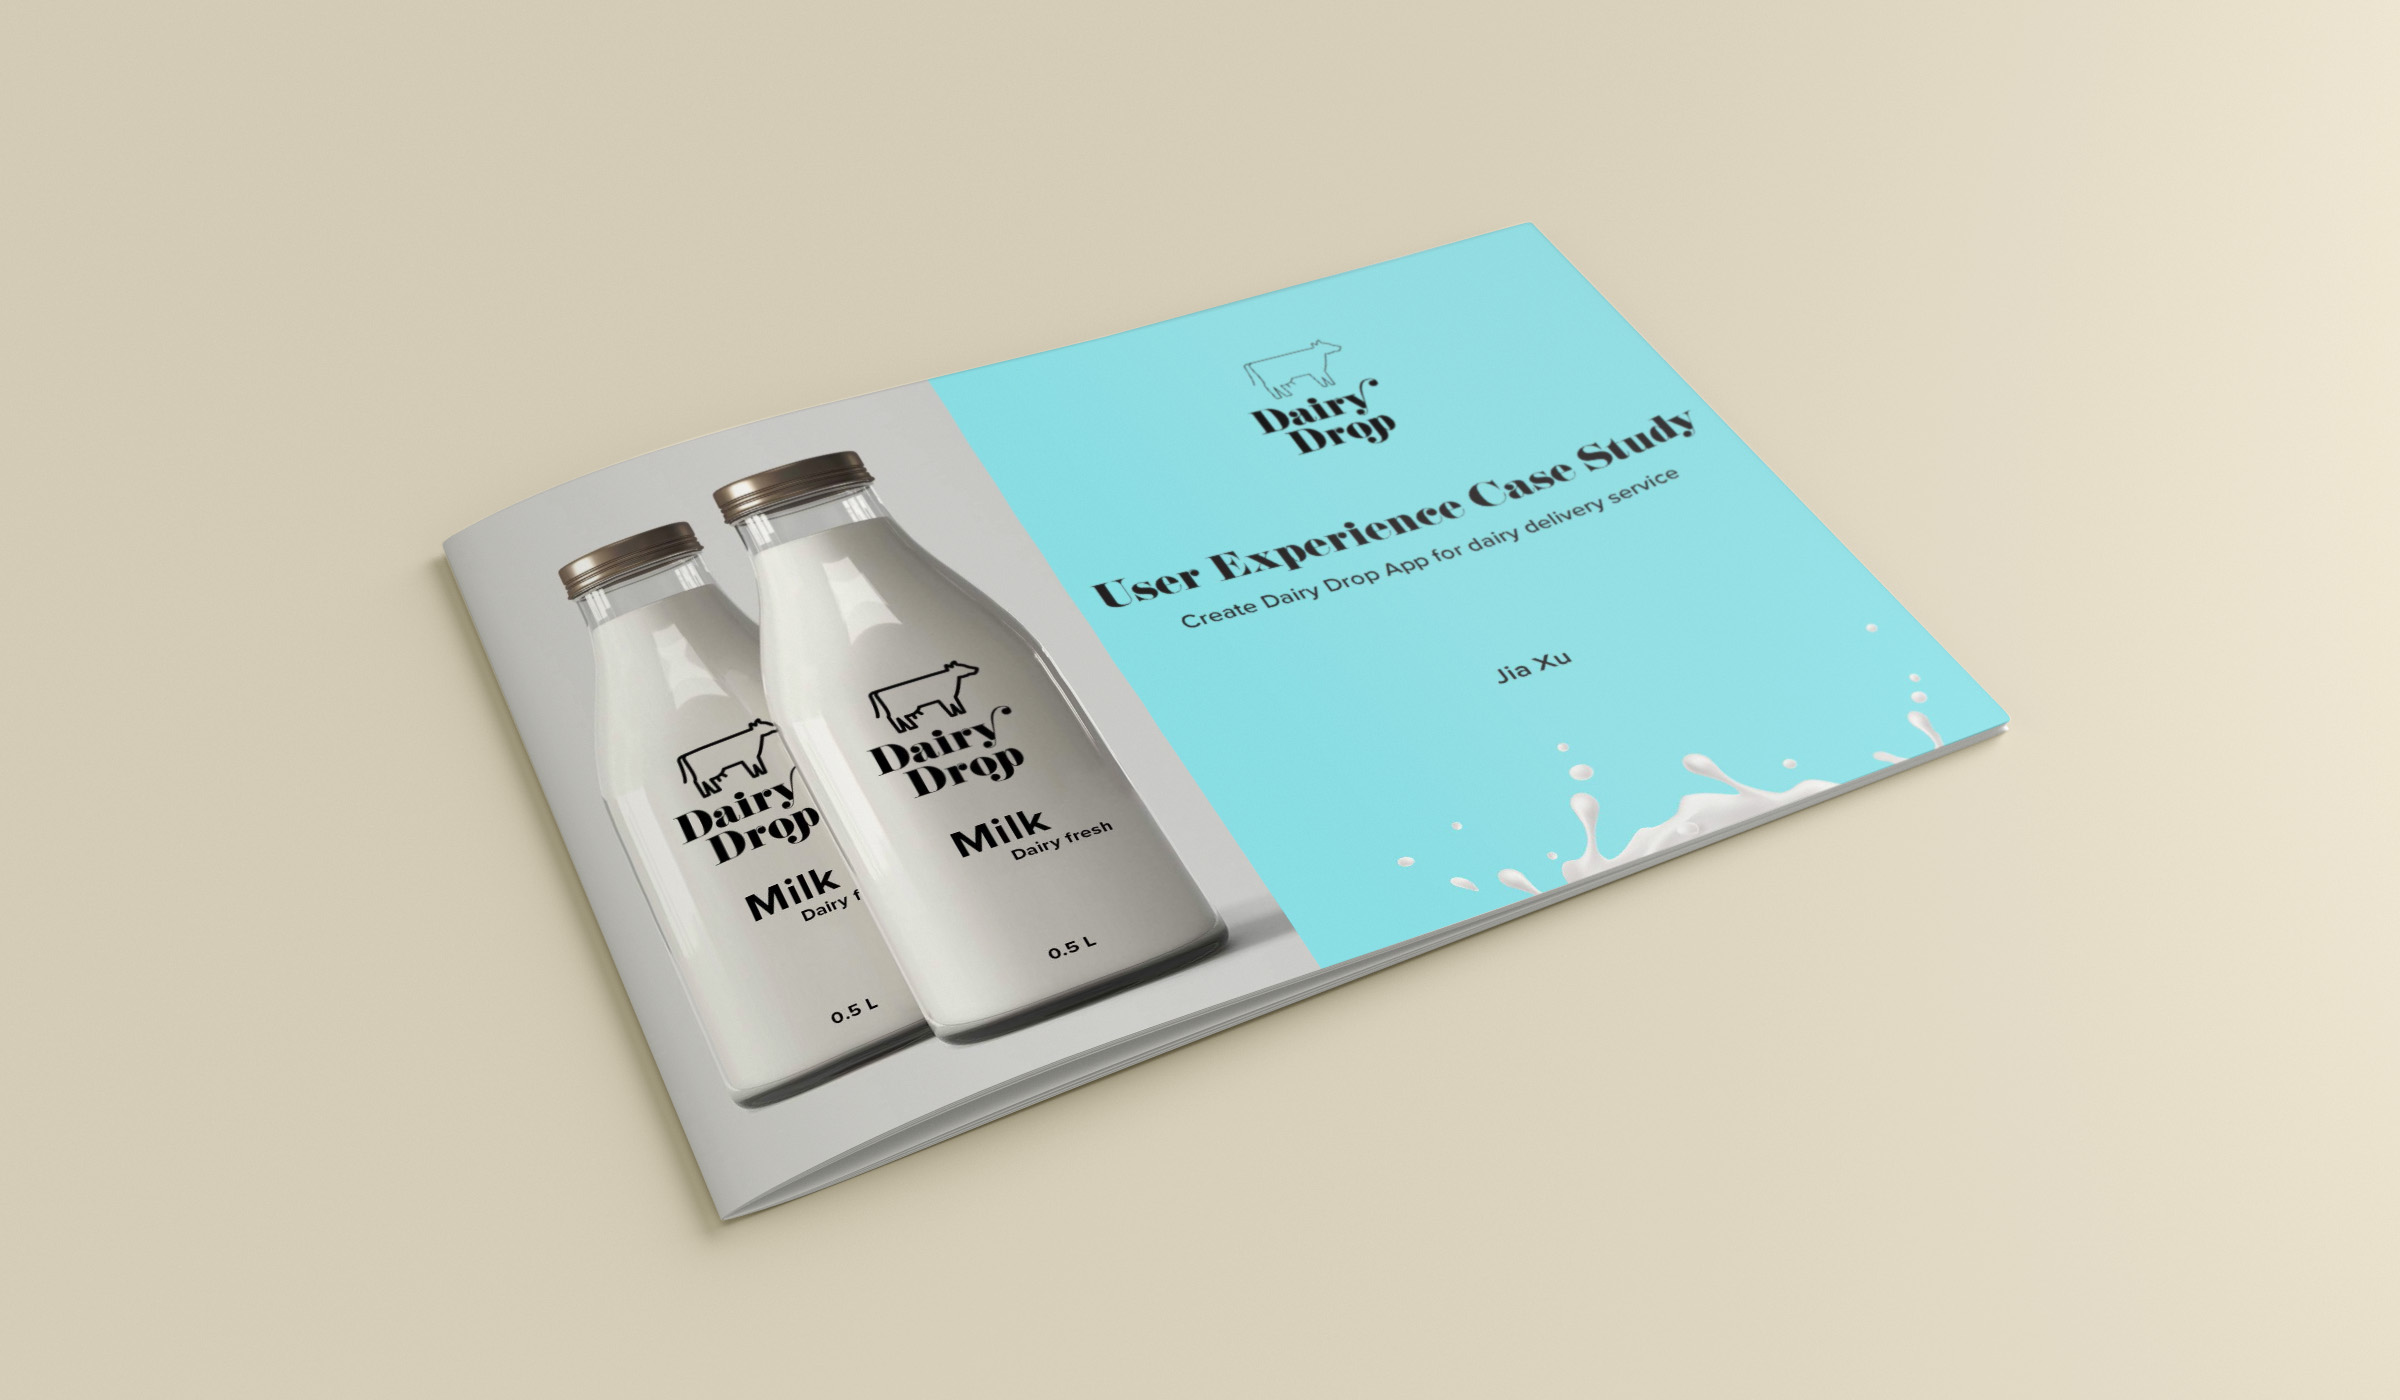 Dairy
Drop
Milk
Dairy f
0.5 L
Dairy
Drop
Milk
Dairy fresh
0.5 L
Dairy
Drop
User Experience Case Study
Create Dairy Drop App for dairy delivery service
Jia Xu